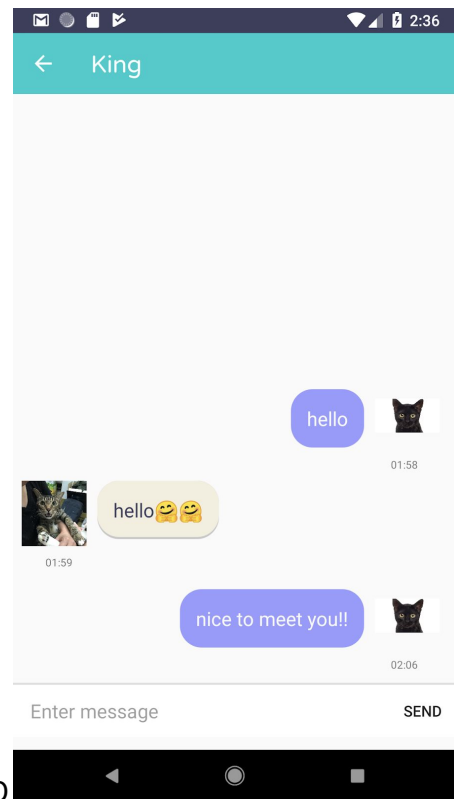 2:36
King
hello
01:58
hello🤗🤗
01:59
nice to meet you!!
02:06
Enter message SEND